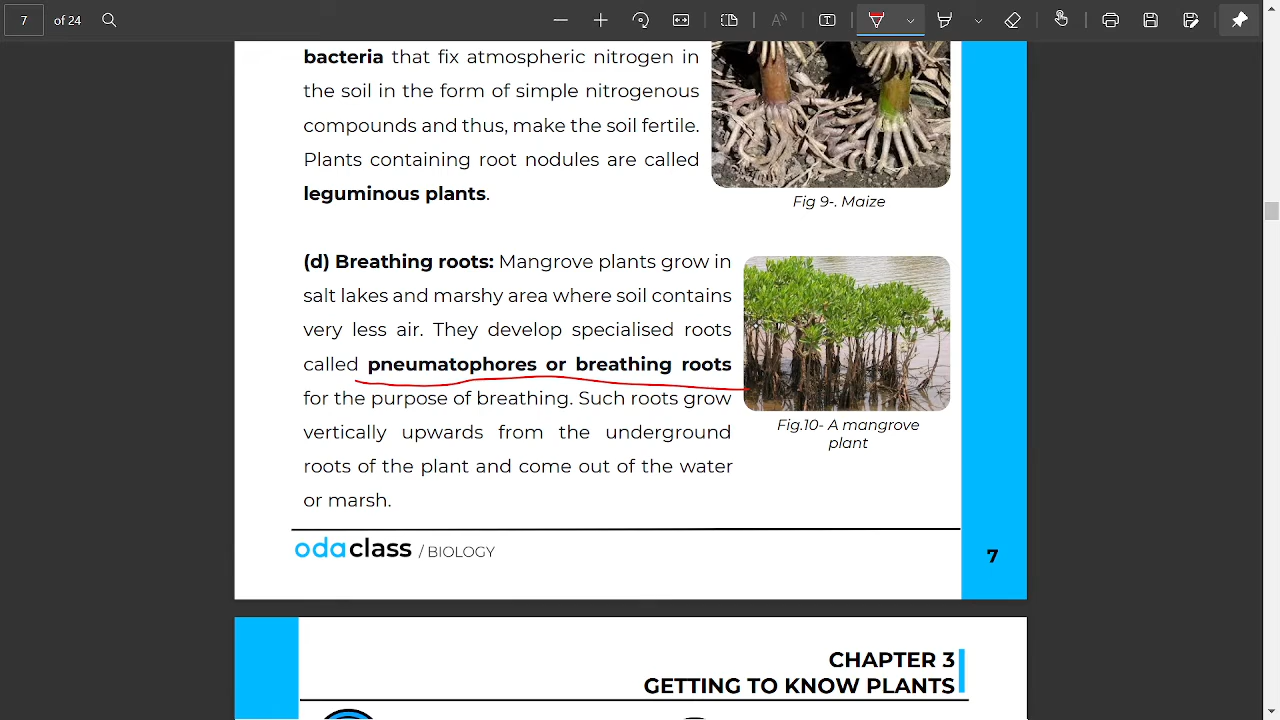 7 of 24
bacteria that fix atmospheric nitrogen in
the soil in the form of simple nitrogenous
compounds and thus, make the soil fertile.
Plants containing root nodules are called
leguminous plants.
Fig 9-. Maize
(d) Breathing roots: Mangrove plants grow in
salt lakes and marshy area where soil contains
very less air. They develop specialised roots
called pneumatophores or breathing roots
for the purpose of breathing. Such roots grow
vertically upwards from the underground
roots of the plant and come out of the water
or marsh.
Fig.10- A mangrove
plant
odaclass / BIOLOGY
7
CHAPTER 3
GETTING TO KNOW PLANTS